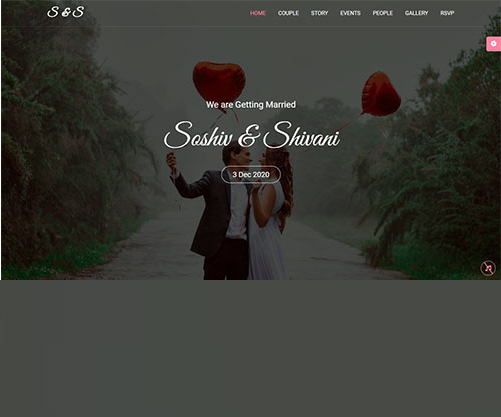 S & S
HOME COUPLE STORY EVENTS PEOPLE GALLERY RSVP
We are Getting Married
Soshiv & Shivani
3 Dec 2020